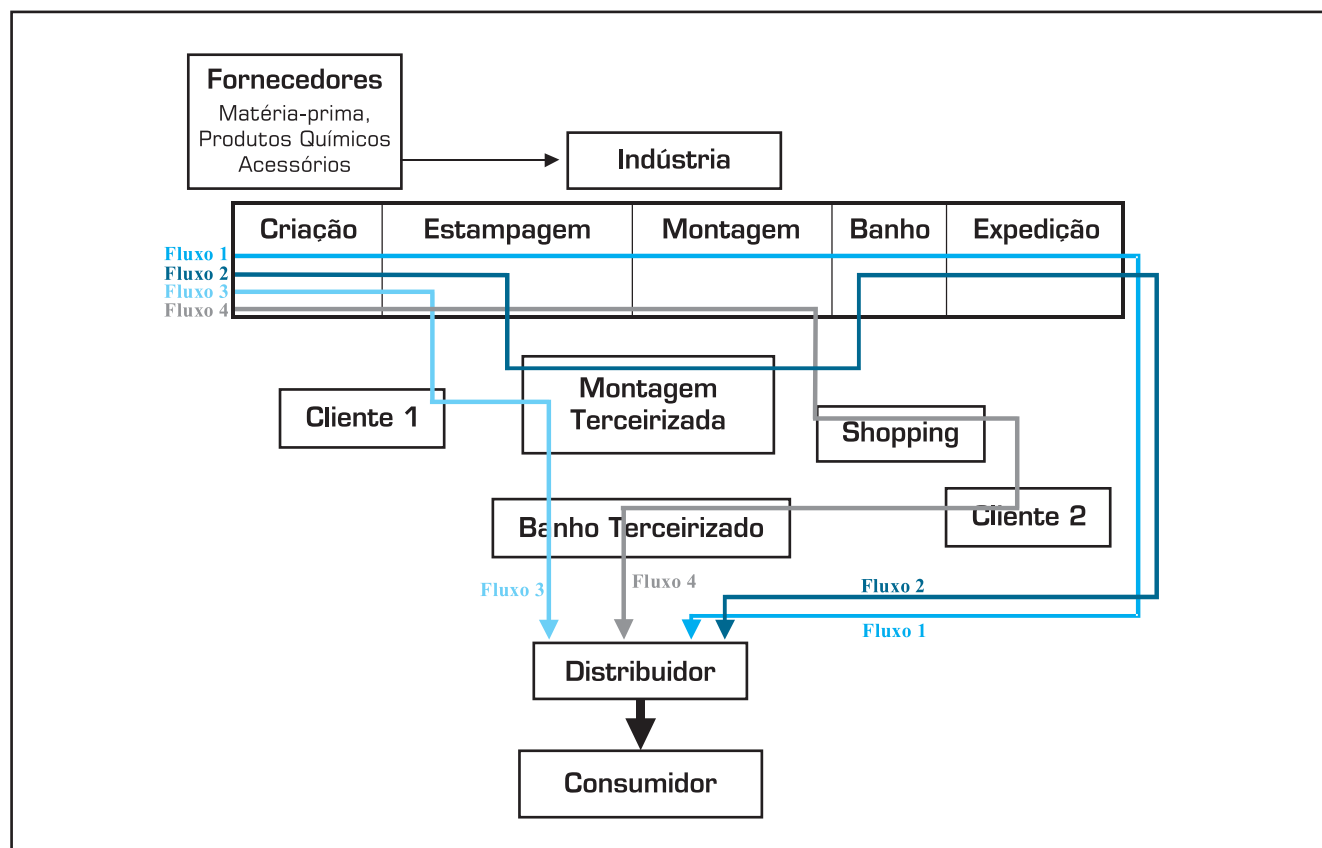 Fornecedores
Matéria-prima,
Produtos Químicos
Acessórios
Indústria
Criação
Estampagem
Montagem
Banho
Expedição
Fluxo 1
Fluxo 2
Fluxo 3
Fluxo 4
Montagem
Terceirizada
Cliente 1
Shopping
Cliente 2
Banho Terceirizado
Fluxo 3
Fluxo 4
Fluxo 2
Fluxo 1
Distribuidor
Consumidor